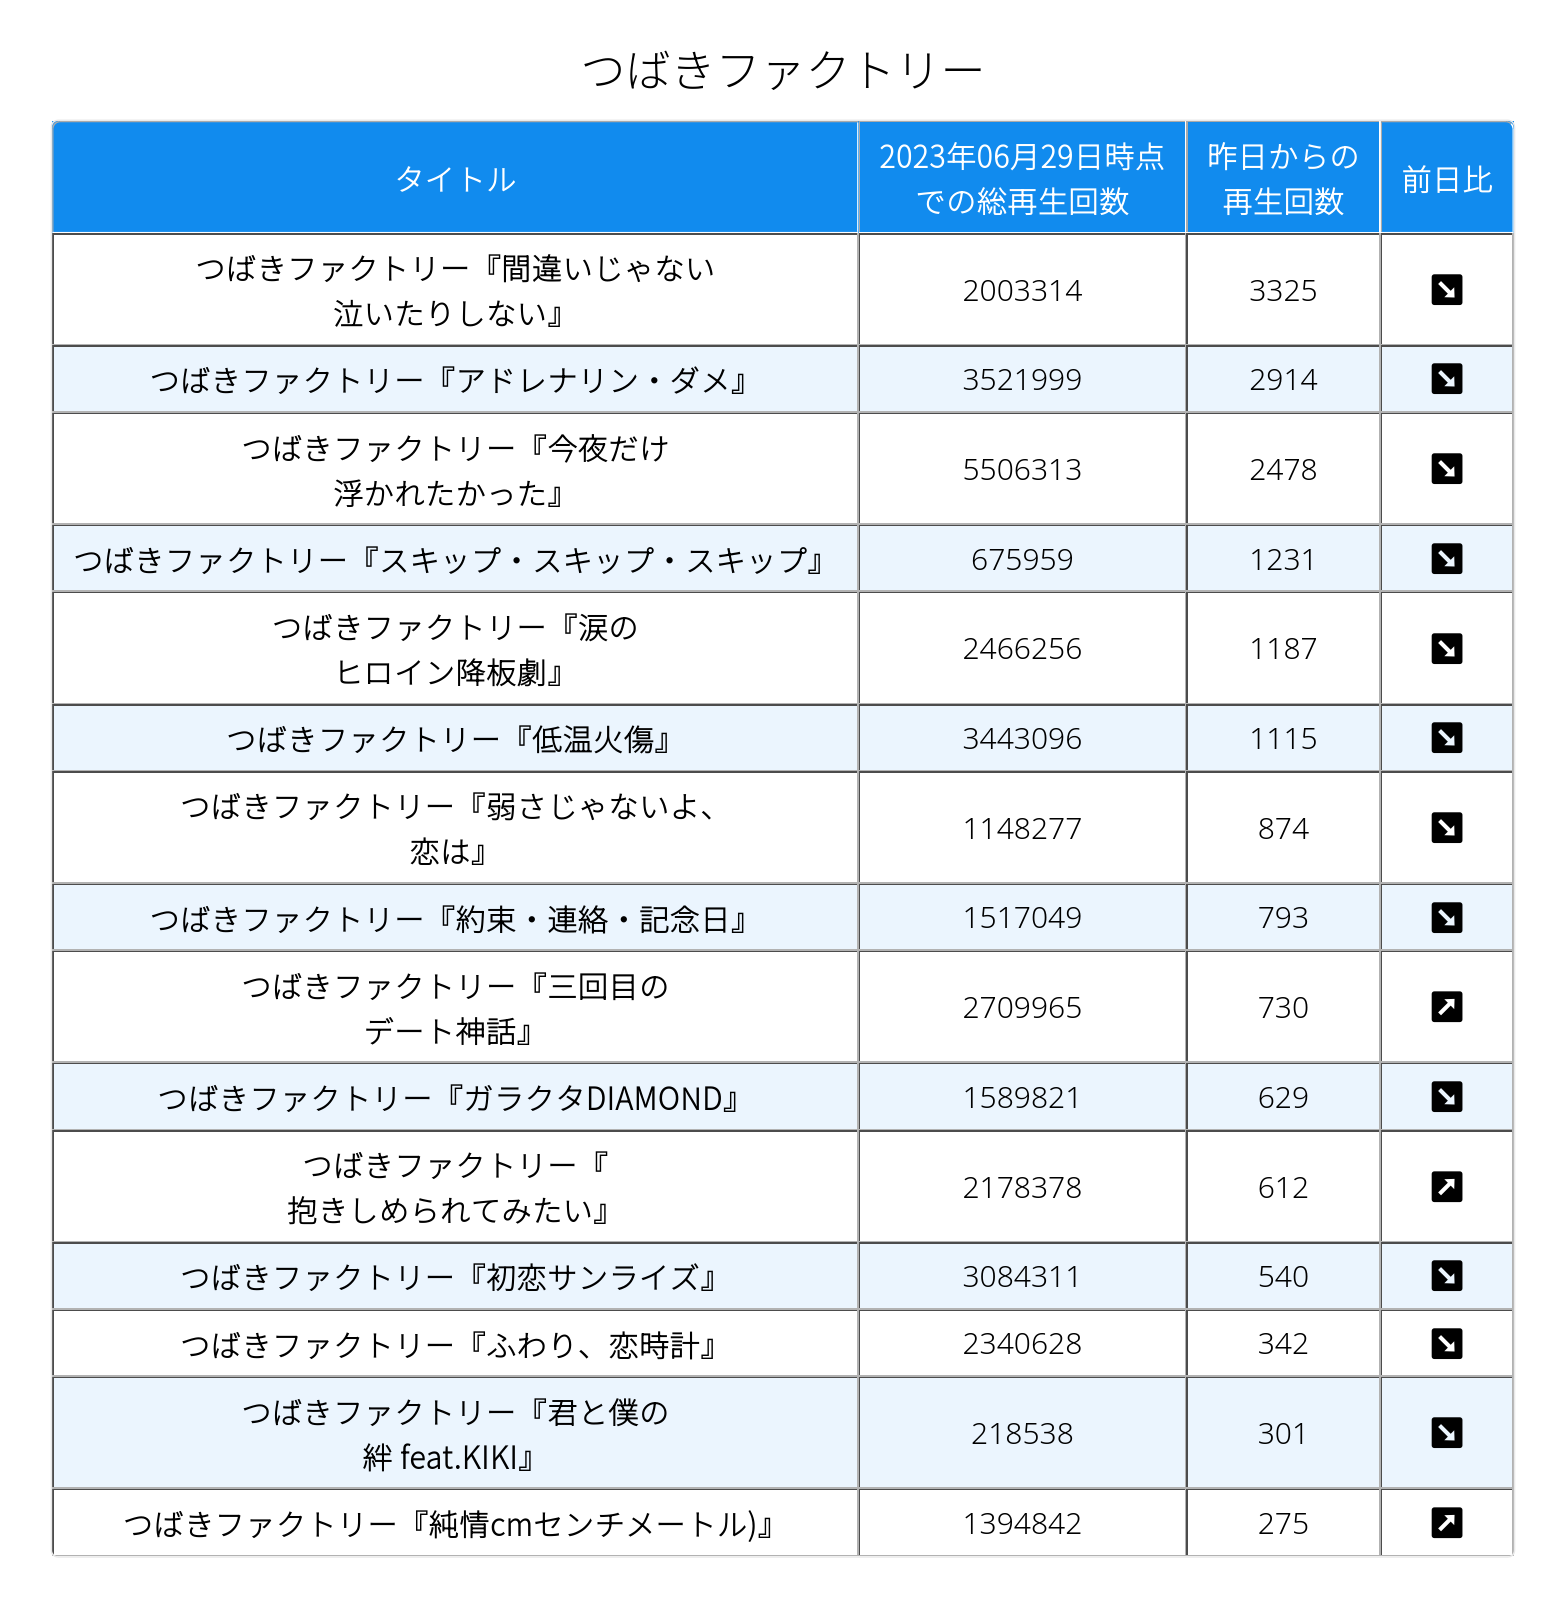 つばきファクトリー
タイトル
2023年06月29日時点
での総再生回数
昨日からの
再生回数
前日比
つばきファクトリー『間違いじゃない
泣いたりしない』
2003314
3325
つばきファクトリー『アドレナリン・ダメ』
3521999
2914
つばきファクトリー『今夜だけ
浮かれたかった』
5506313
2478
つばきファクトリー『スキップ・スキップ・スキップ』
675959
1231
つばきファクトリー『涙の
ヒロイン降板劇』
2466256
1187
つばきファクトリー『低温火傷』
3443096
1115
つばきファクトリー『弱さじゃないよ、
恋は』
1148277
874
つばきファクトリー『約束・連絡・記念日』
1517049
793
つばきファクトリー『三回目の
デート神話』
2709965
730
つばきファクトリー『ガラクタDIAMOND』
1589821
629
つばきファクトリー『
抱きしめられてみたい』
2178378
612
つばきファクトリー『初恋サンライズ』
3084311
540
つばきファクトリー『ふわり、恋時計』
2340628
342
つばきファクトリー『君と僕の
絆 feat.KIKI』
218538
301
つばきファクトリー『純情cmセンチメートル)』
1394842
275